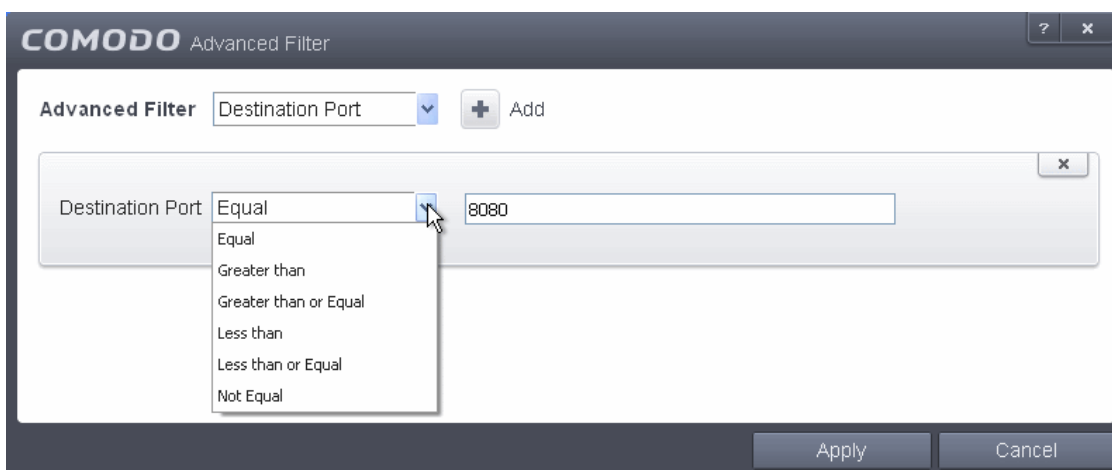 COMODO Advanced Filter ? x
Advanced Filter Destination Port + Add
x
Destination Port Equal 8080
Equal
Greater than
Greater than or Equal
Less than
Less than or Equal
Not Equal
Apply Cancel